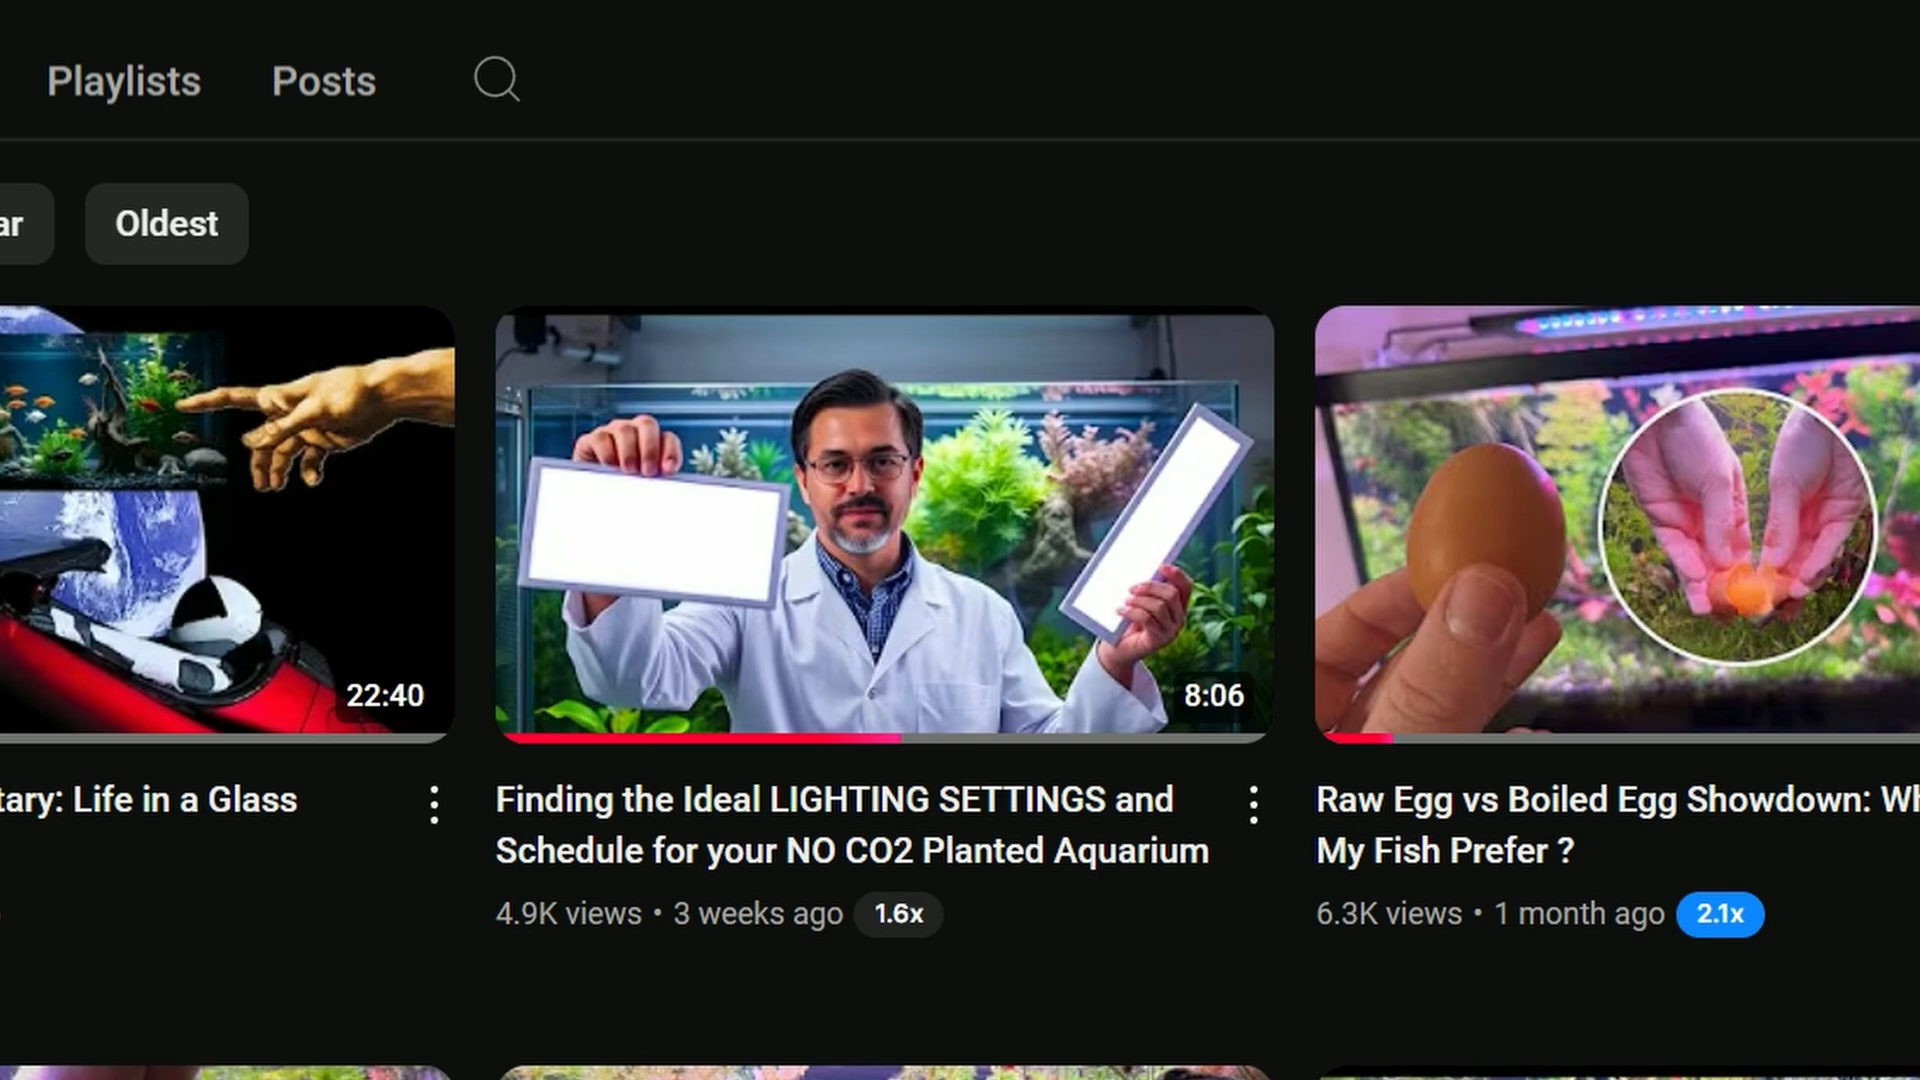 Playlists Posts
ar Oldest
22:40
8:06
tary: Life in a Glass
Finding the Ideal LIGHTING SETTINGS and
Schedule for your NO CO2 Planted Aquarium
4.9K views • 3 weeks ago 1.6x
Raw Egg vs Boiled Egg Showdown: Wh
My Fish Prefer ?
6.3K views • 1 month ago 2.1x